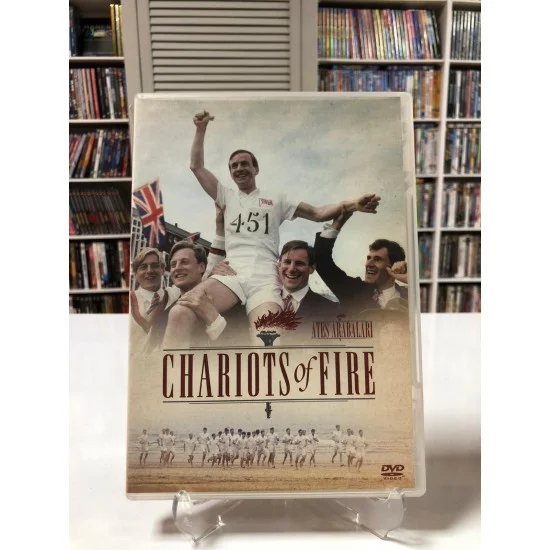 451
ATEŞ ARABALARI
CHARIOTS of FIRE
DVD
VIDEO